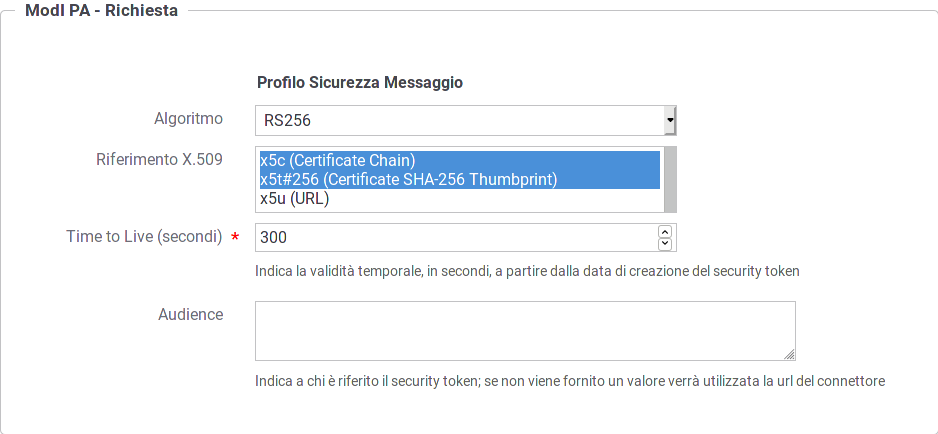 ModI PA - Richiesta
Profilo Sicurezza Messaggio
Algoritmo
RS256
Riferimento X.509
x5c (Certificate Chain)
x5t#256 (Certificate SHA-256 Thumbprint)
x5u (URL)
Time to Live (secondi) *
300
Indica la validità temporale, in secondi, a partire dalla data di creazione del security token
Audience
Indica a chi è riferito il security token; se non viene fornito un valore verrà utilizzata la url del connettore